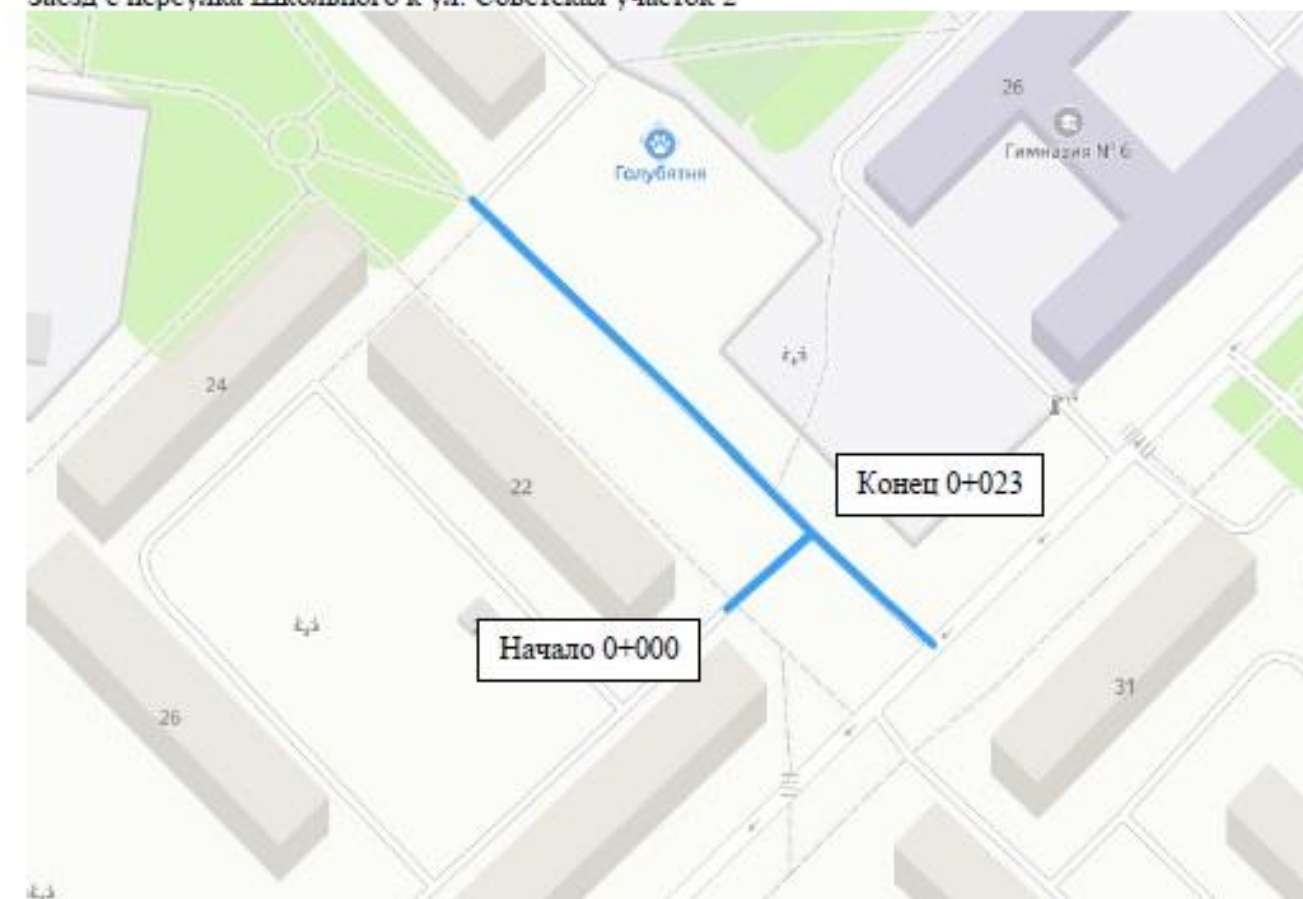 Заезд с переулка Школьного к ул. Советская участок 2
26
Гимназия № 6
Голубятня
24
22
Конец 0+023
Начало 0+000
26
31